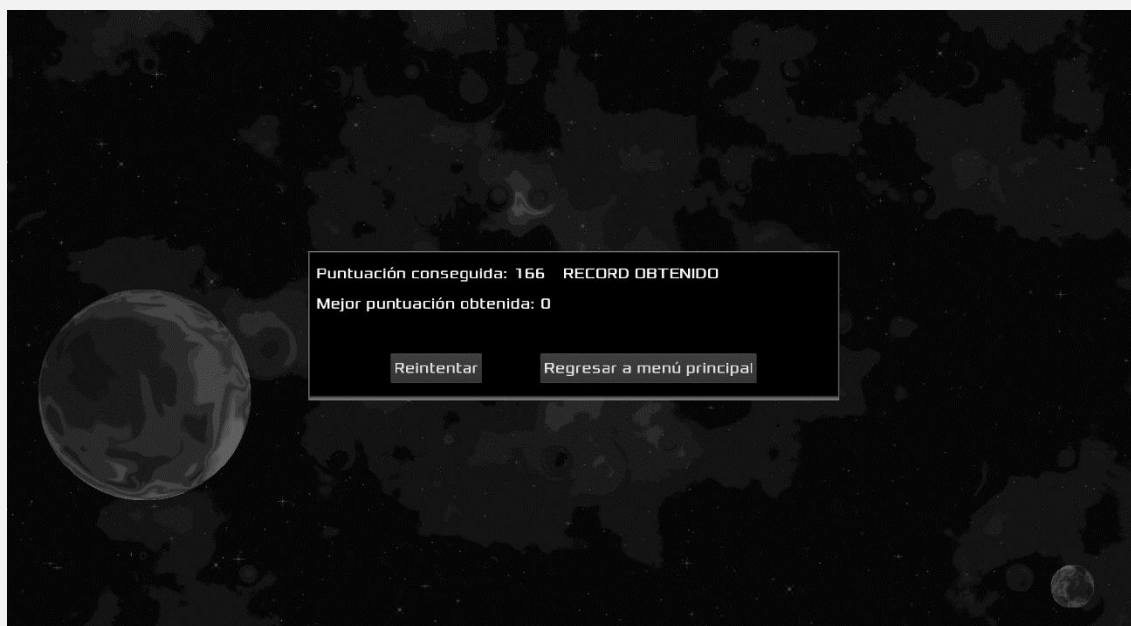 Puntuación conseguida: 166 RECORD OBTENIDO
Mejor puntuación obtenida: 0
Reintentar Regresar a menú principal